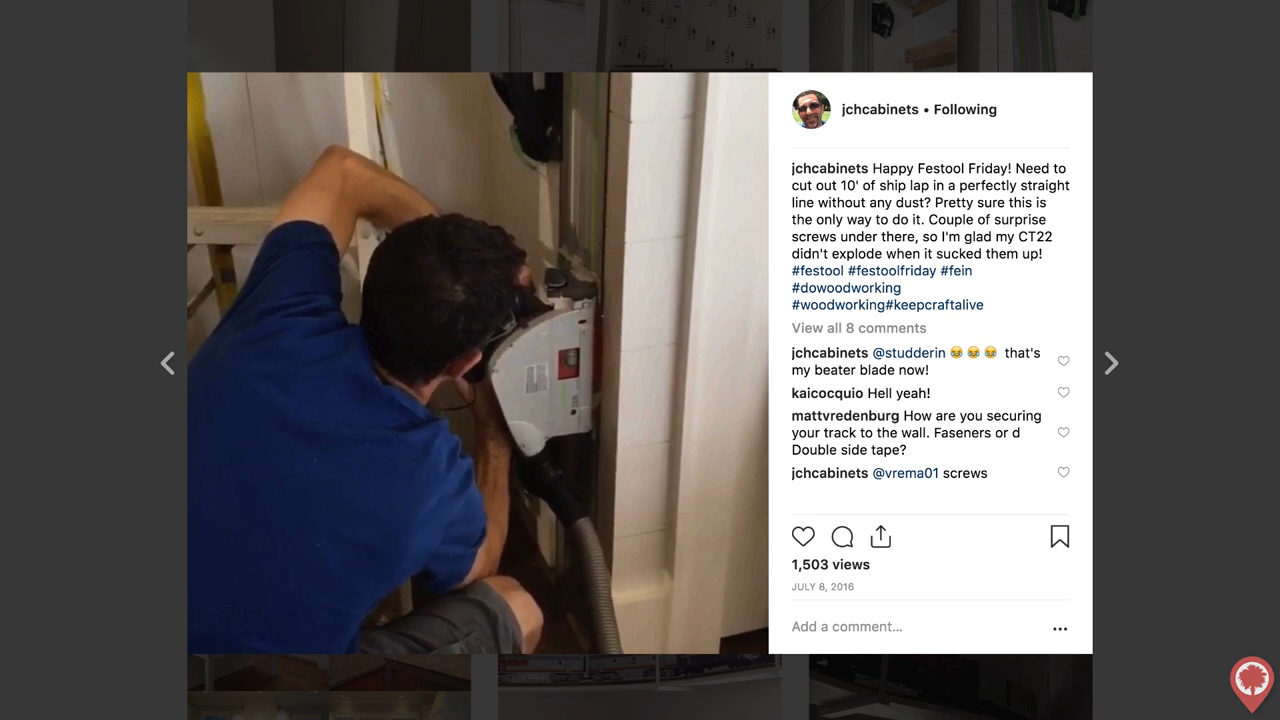 jchcabinets • Following
jchcabinets Happy Festool Friday! Need to
cut out 10' of ship lap in a perfectly straight
line without any dust? Pretty sure this is
the only way to do it. Couple of surprise
screws under there, so I'm glad my CT22
didn't explode when it sucked them up!
#festool #festoolfriday #fein
#dowoodworking
#woodworking#keepcraftalive
View all 8 comments
jchcabinets @studderin 😂 😂 😂 that's
my beater blade now!
kaicocquio Hell yeah!
mattvredenburg How are you securing
your track to the wall. Faseners or d
Double side tape?
jchcabinets @vrema01 screws
1,503 views
JULY 8, 2016
Add a comment...